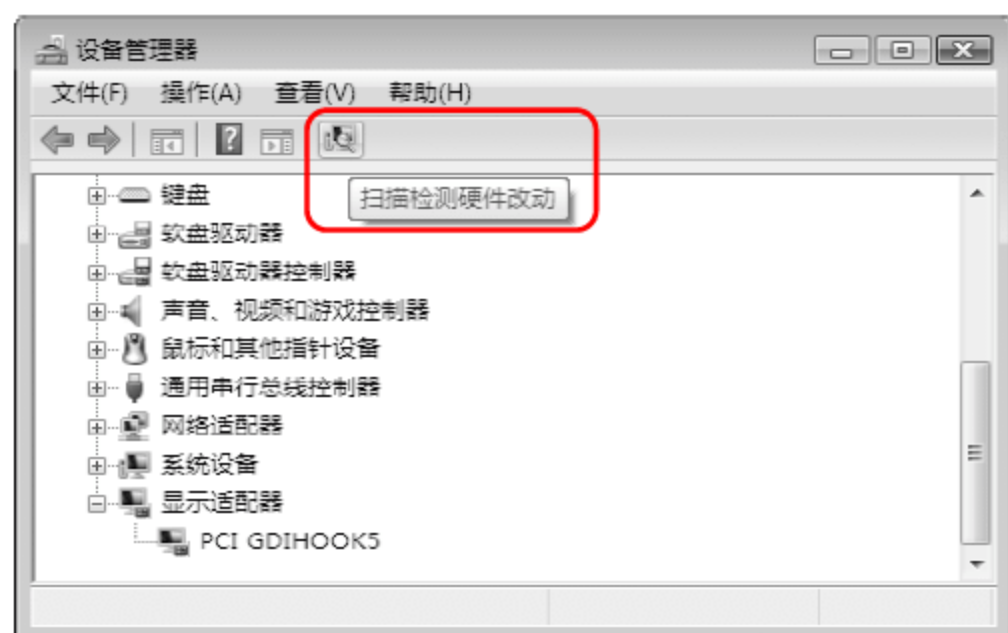 设备管理器
文件(F) 操作(A) 查看(V) 帮助(H)
扫描检测硬件改动
键盘
软盘驱动器
软盘驱动器控制器
声音、视频和游戏控制器
鼠标和其他指针设备
通用串行总线控制器
网络适配器
系统设备
显示适配器
PCI GDIHOOK5